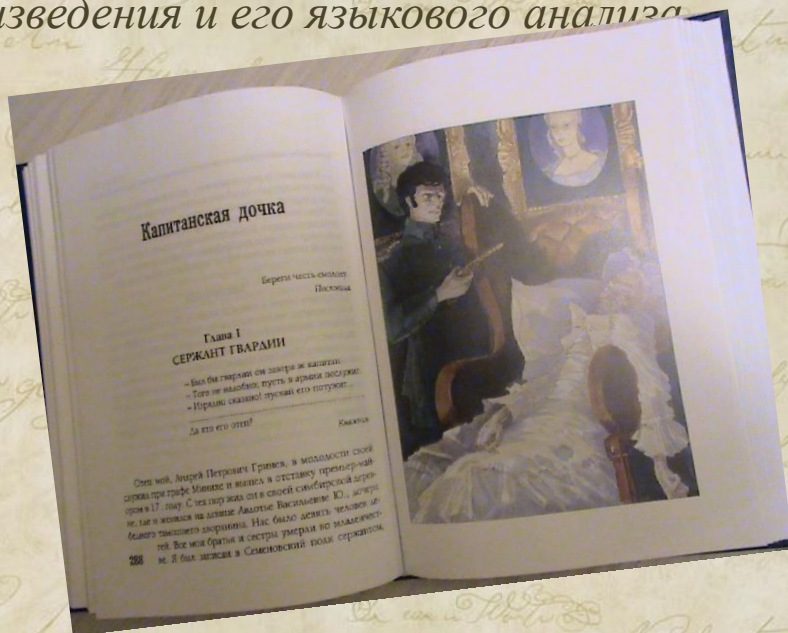 изведения и его языкового анализа
Капитанская дочка
Береги честь смолоду.
Пословица
Глава I
СЕРЖАНТ ГВАРДИИ
– Был бы гвардии он завтра ж капитан.
– Того не надобно; пусть в армии послужит.
– Изрядно сказано! пускай его потужит...
Да кто его отец?
Княжнин
Отец мой, Андрей Петрович Гринев, в молодости своей
служил при графе Минихе и вышел в отставку премьер-май-
ором в 17.. году. С тех пор жил он в своей симбирской дерев-
не, где и женился на девице Авдотье Васильевне Ю., дочери
бедного тамошнего дворянина. Нас было девять человек де-
тей. Все мои братья и сестры умерли во младенчест-
ве. Я был записан в Семеновский полк сержантом,
288